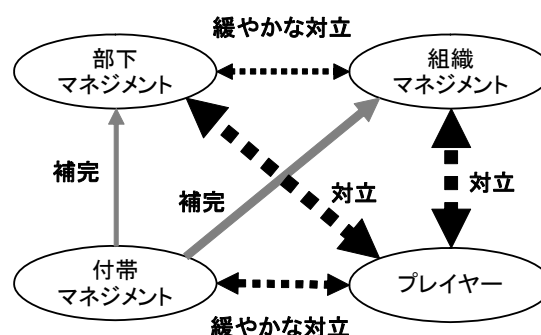 緩やかな対立
部下
マネジメント
組織
マネジメント
補完
補完
対立
対立
付帯
マネジメント
プレイヤー
緩やかな対立